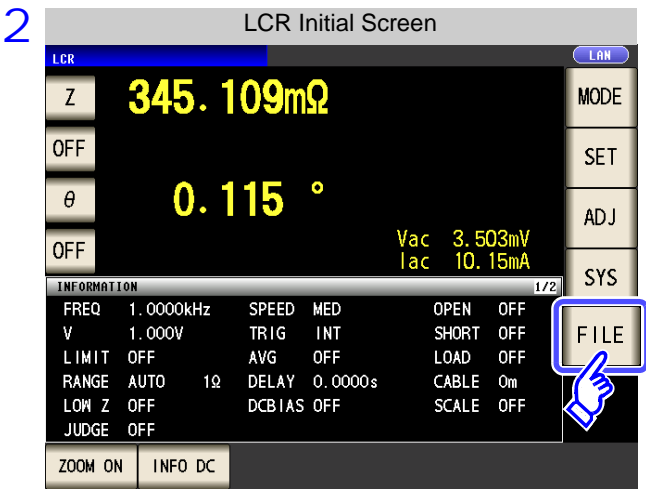 2
LCR Initial Screen
LCR
LAN
Z 345.109mΩ
MODE
OFF
SET
θ 0.115 °
ADJ
OFF
Vac 3.503mV
Iac 10.15mA
SYS
INFORMATION 1/2
FREQ 1.0000kHz SPEED MED OPEN OFF
V 1.000V TRIG INT SHORT OFF
FILE
LIMIT OFF AVG OFF LOAD OFF
RANGE AUTO 1Ω DELAY 0.0000s CABLE 0m
LOW Z OFF DCBIAS OFF SCALE OFF
JUDGE OFF
ZOOM ON INFO DC